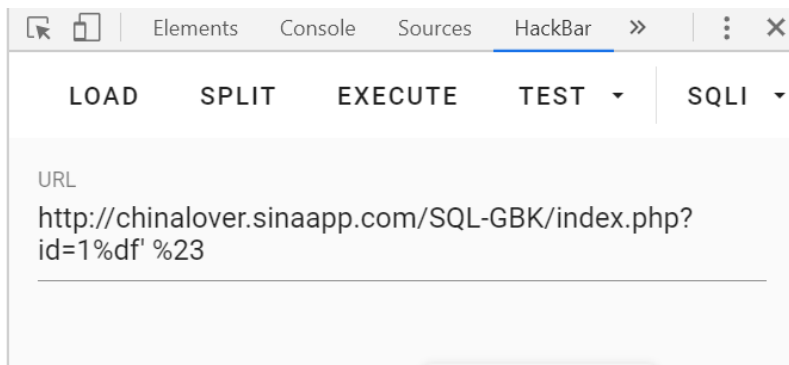 Elements Console Sources HackBar »
LOAD SPLIT EXECUTE TEST SQLI
URL
http://chinalover.sinaapp.com/SQL-GBK/index.php?
id=1%df' %23